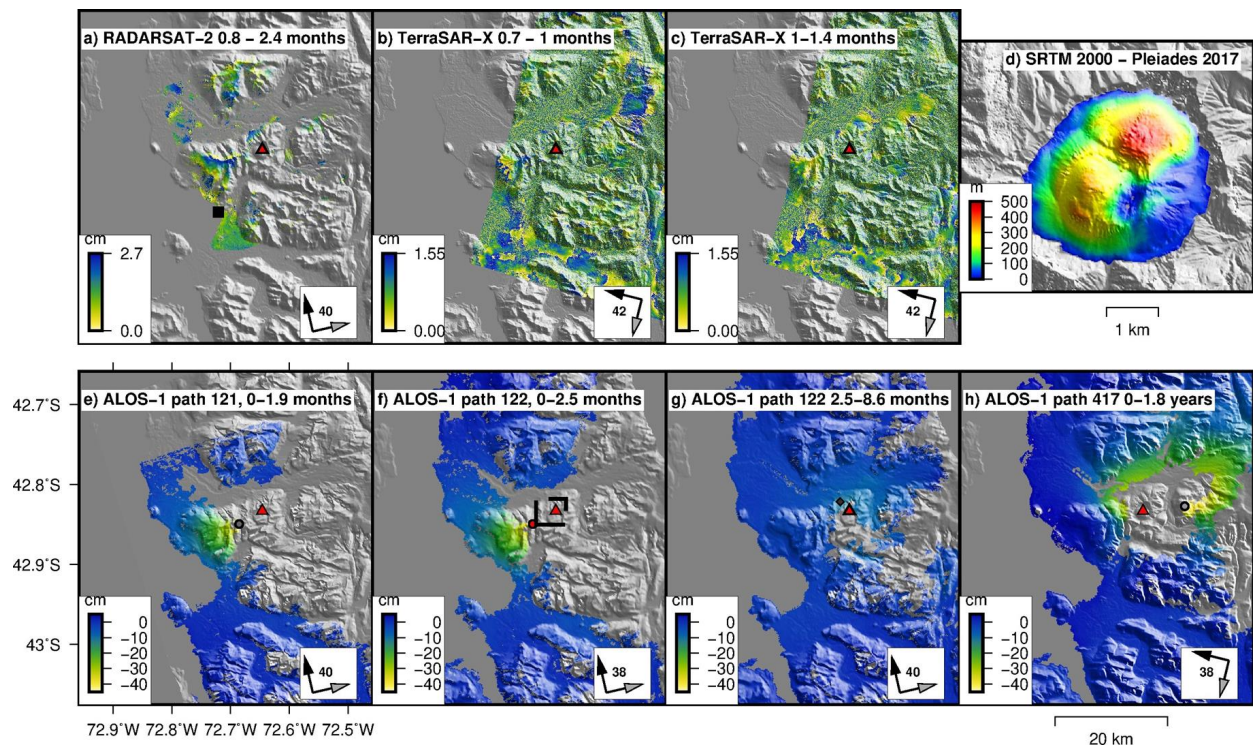 a) RADARSAT-2 0.8 - 2.4 months
b) TerraSAR-X 0.7 - 1 months
c) TerraSAR-X 1-1.4 months
d) SRTM 2000 - Pleiades 2017
cm
2.7
0.0
40
cm
1.55
0.00
42
cm
1.55
0.00
42
m
500
400
300
200
100
0
1 km
e) ALOS-1 path 121, 0-1.9 months
f) ALOS-1 path 122, 0-2.5 months
g) ALOS-1 path 122 2.5-8.6 months
h) ALOS-1 path 417 0-1.8 years
42.7°S
42.8°S
42.9°S
43°S
cm
0
-10
-20
-30
-40
40
cm
0
-10
-20
-30
-40
38
cm
0
-10
-20
-30
-40
40
cm
0
-10
-20
-30
-40
38
72.9°W 72.8°W 72.7°W 72.6°W 72.5°W
20 km